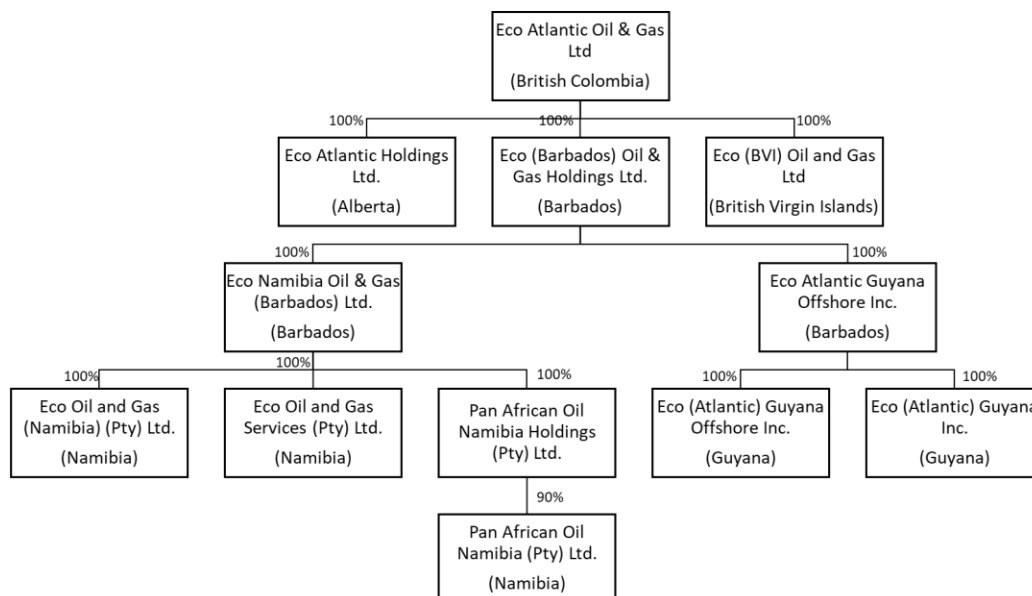 Eco Atlantic Oil & Gas
Ltd
(British Colombia)
100%
100%
100%
Eco Atlantic Holdings
Ltd.
(Alberta)
Eco (Barbados) Oil &
Gas Holdings Ltd.
(Barbados)
Eco (BVI) Oil and Gas
Ltd
(British Virgin Islands)
100%
100%
Eco Namibia Oil & Gas
(Barbados) Ltd.
(Barbados)
Eco Atlantic Guyana
Offshore Inc.
(Barbados)
100%
100%
100%
100%
100%
Eco Oil and Gas
(Namibia) (Pty) Ltd.
(Namibia)
Eco Oil and Gas
Services (Pty) Ltd.
(Namibia)
Pan African Oil
Namibia Holdings
(Pty) Ltd.
Eco (Atlantic) Guyana
Offshore Inc.
(Guyana)
Eco (Atlantic) Guyana
Inc.
(Guyana)
90%
Pan African Oil
Namibia (Pty) Ltd.
(Namibia)